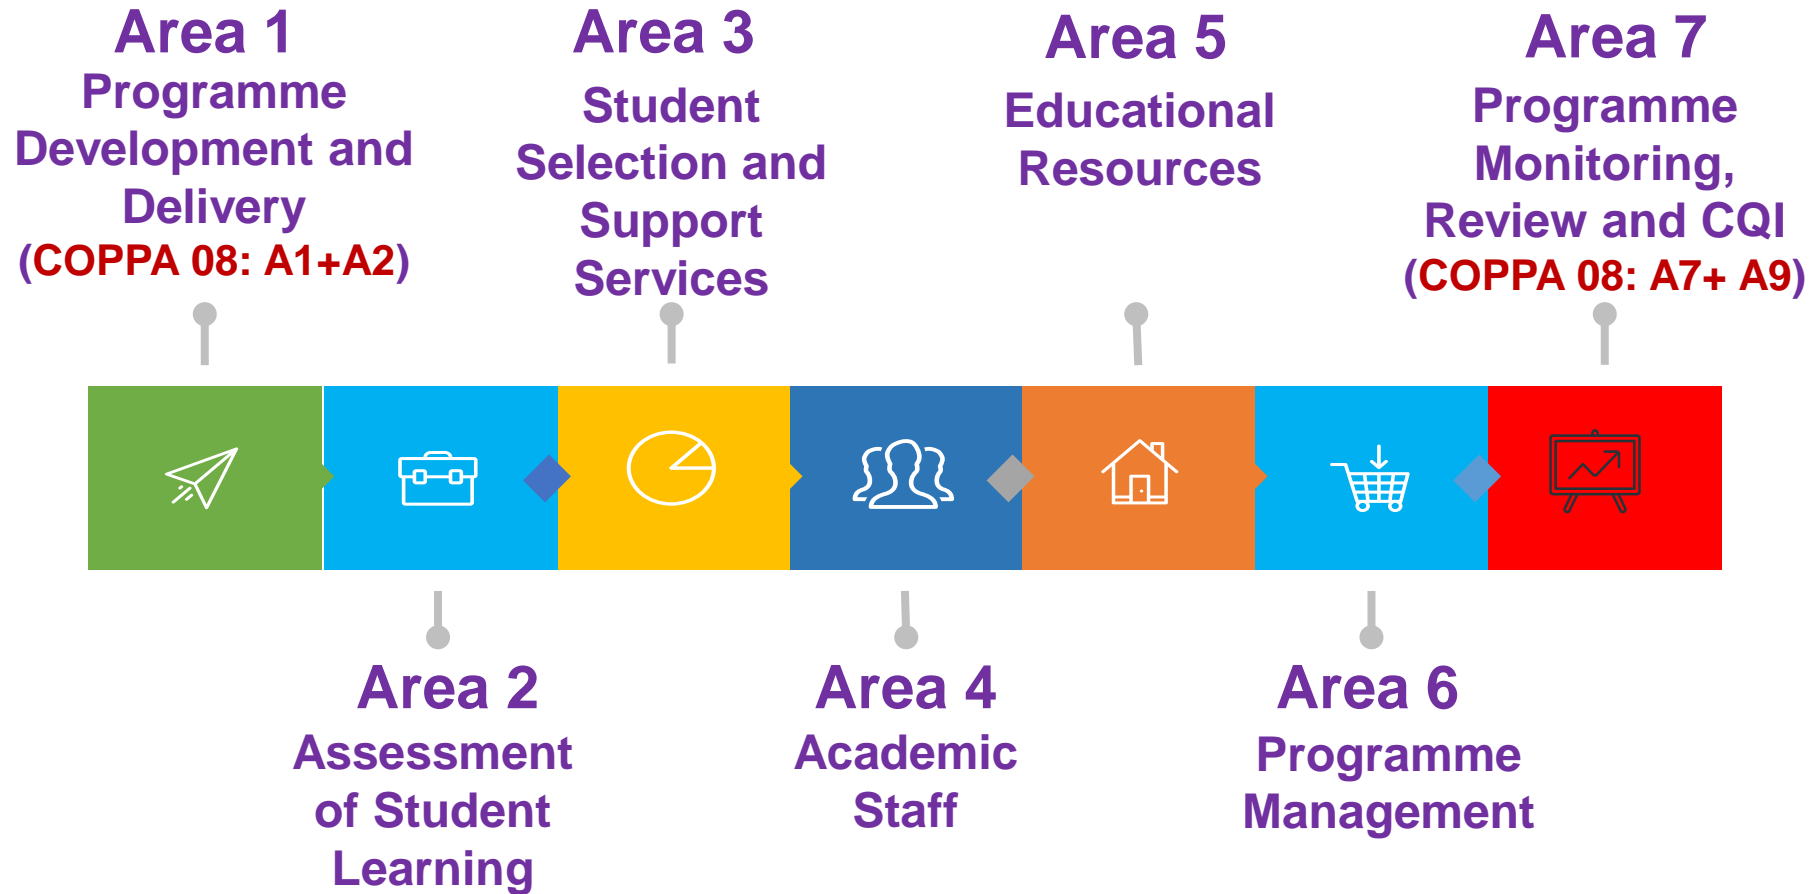 Area 1
Programme
Development and
Delivery
(COPPA 08: A1+A2)
Area 3
Student
Selection and
Support
Services
Area 5
Educational
Resources
Area 7
Programme
Monitoring,
Review and CQI
(COPPA 08: A7+ A9)
Area 2
Assessment
of Student
Learning
Area 4
Academic
Staff
Area 6
Programme
Management